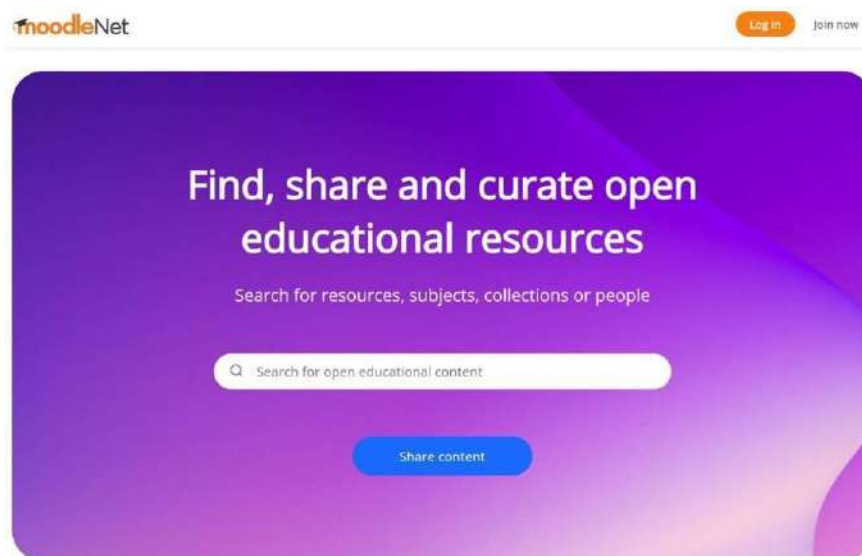 moodleNet
Log in
Join now
Find, share and curate open
educational resources
Search for resources, subjects, collections or people
Search for open educational content
Share content